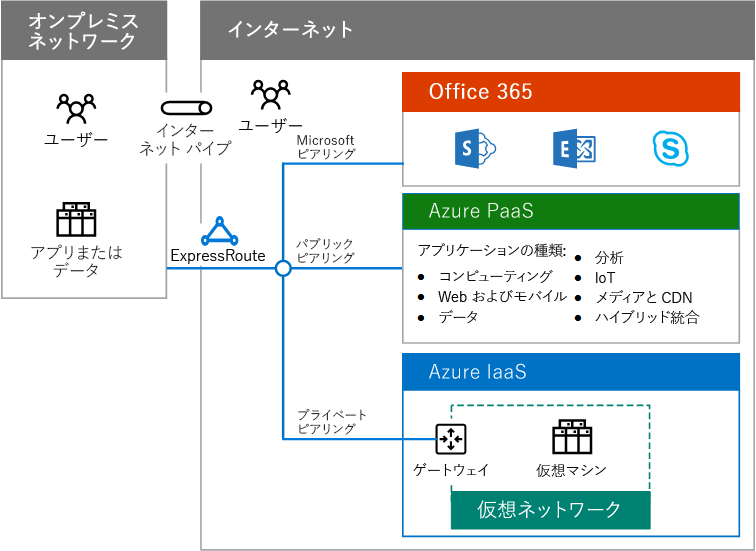 オンプレミス
ネットワーク
インターネット
ユーザー
インター
ネット パイプ
ユーザー
アプリまたは
データ
ExpressRoute
Microsoft
ピアリング
パブリック
ピアリング
プライベート
ピアリング
Office 365
S
E
S
Azure PaaS
アプリケーションの種類:
● コンピューティング
● Web およびモバイル
● データ
● 分析
● IoT
● メディアと CDN
● ハイブリッド統合
Azure IaaS
ゲートウェイ
仮想マシン
仮想ネットワーク